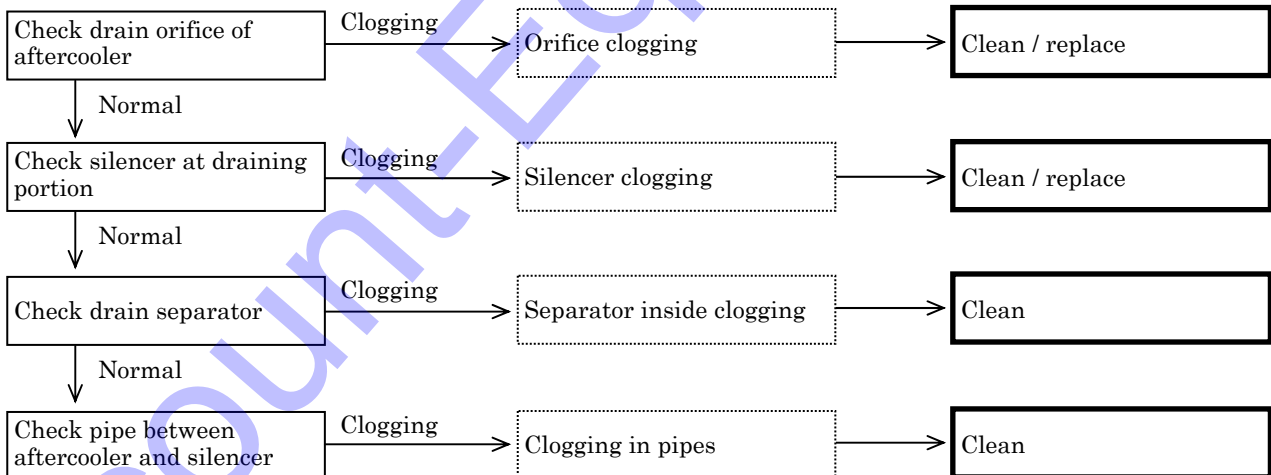 Check drain orifice of
aftercooler
Clogging
Orifice clogging
Clean / replace
Normal
Check silencer at draining
portion
Clogging
Silencer clogging
Clean / replace
Normal
Check drain separator
Clogging
Separator inside clogging
Clean
Normal
Check pipe between
aftercooler and silencer
Clogging
Clogging in pipes
Clean
ount-Eq